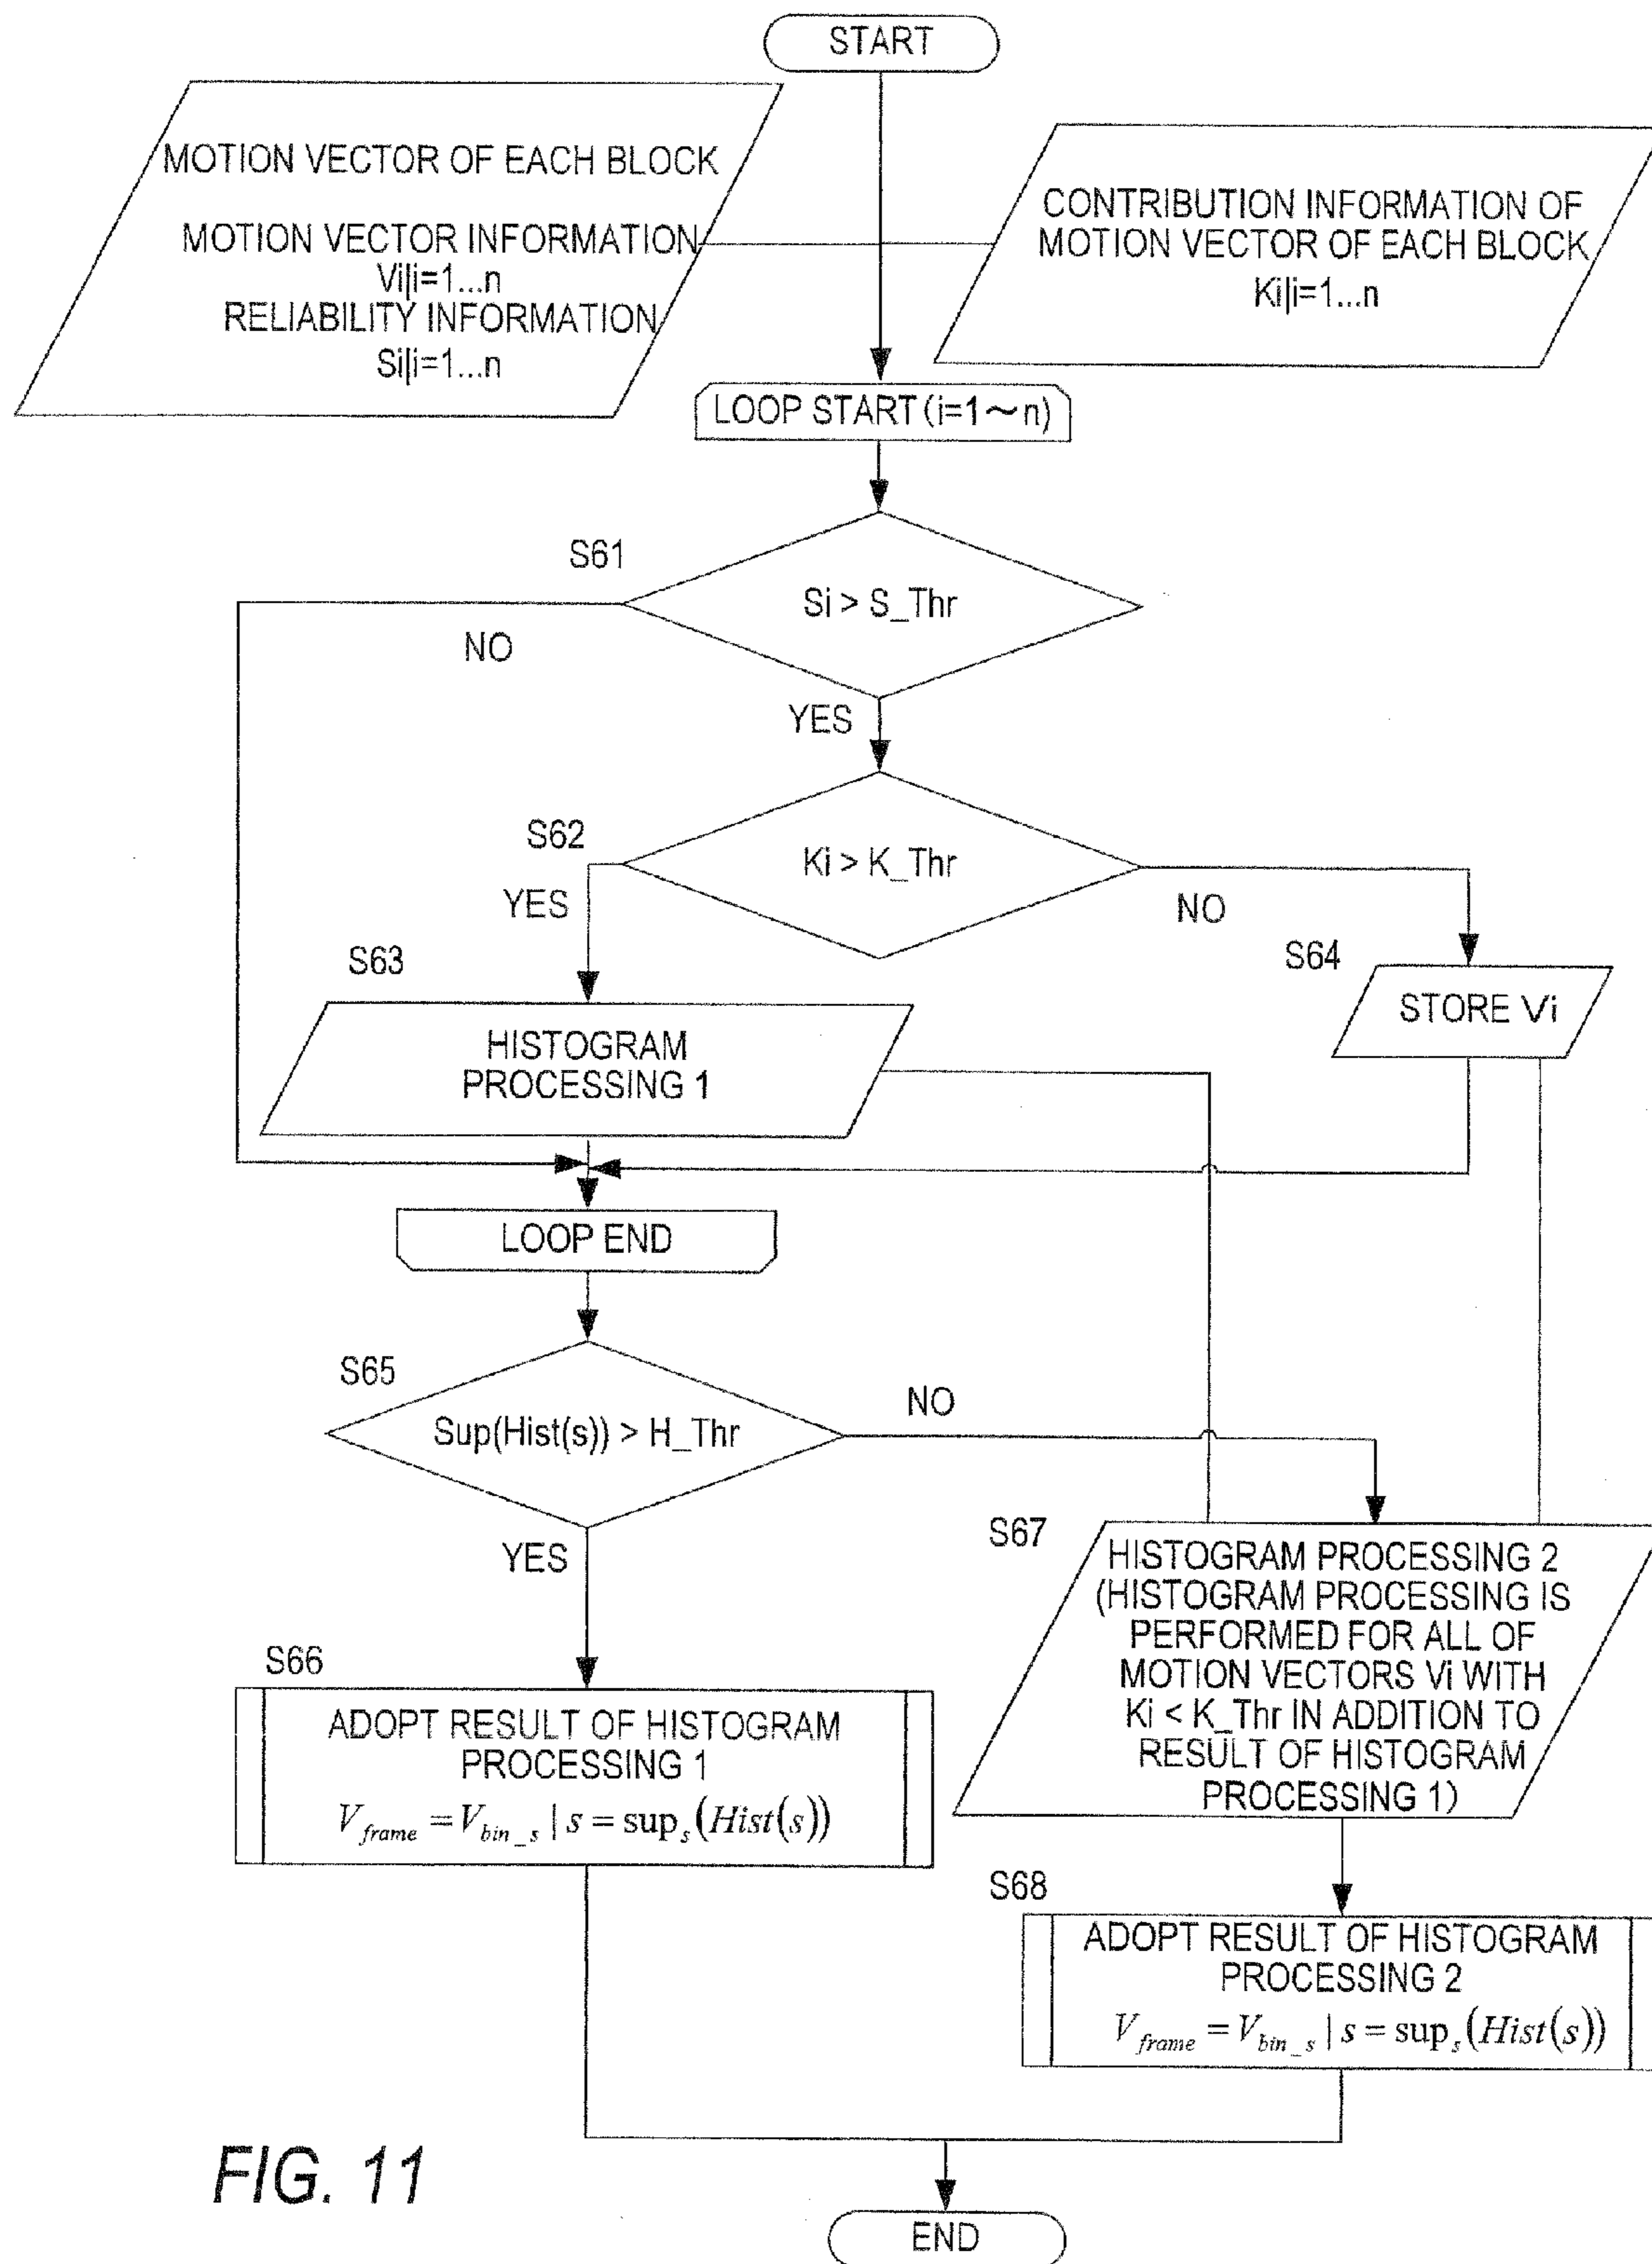 START
MOTION VECTOR OF EACH BLOCK
MOTION VECTOR INFORMATION
Vi|i=1...n
RELIABILITY INFORMATION
Si|i=1...n
CONTRIBUTION INFORMATION OF
MOTION VECTOR OF EACH BLOCK
Ki|i=1...n
LOOP START (i=1～n)
S61
Si > S_Thr
NO
YES
S62
Ki > K_Thr
YES
NO
S63
HISTOGRAM
PROCESSING 1
S64
STORE Vi
LOOP END
S65
Sup(Hist(s)) > H_Thr
NO
YES
S67
HISTOGRAM PROCESSING 2
(HISTOGRAM PROCESSING IS
PERFORMED FOR ALL OF
MOTION VECTORS Vi WITH
Ki < K_Thr IN ADDITION TO
RESULT OF HISTOGRAM
PROCESSING 1)
S66
ADOPT RESULT OF HISTOGRAM
PROCESSING 1
V_frame = V_bin_s | s = sup_s(Hist(s))
S68
ADOPT RESULT OF HISTOGRAM
PROCESSING 2
V_frame = V_bin_s | s = sup_s(Hist(s))
FIG. 11
END